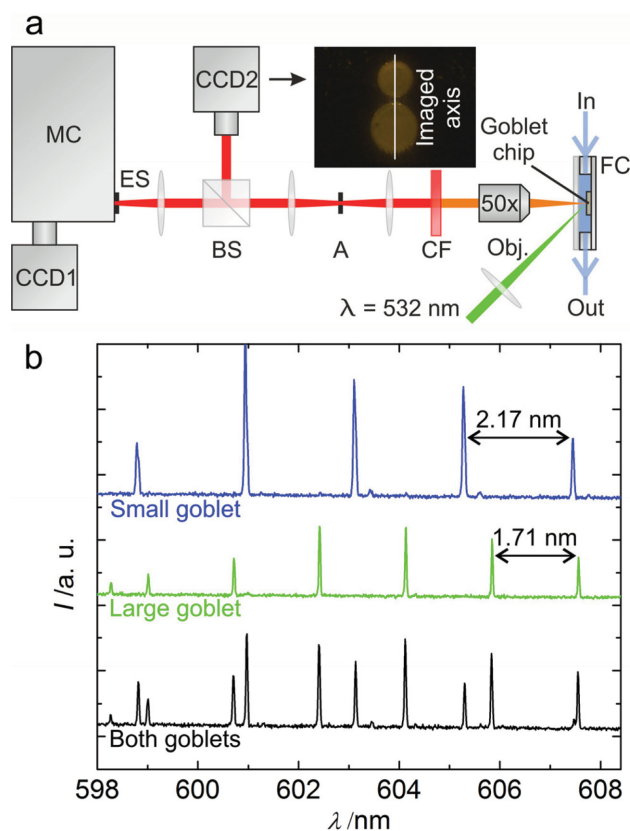 a
MC
CCD2
ES
BS
A
CF
50x
Obj.
Imaged
axis
Goblet
chip
In
FC
Out
CCD1
λ = 532 nm
b
2.17 nm
Small goblet
1.71 nm
Large goblet
Both goblets
I /a. u.
598 600 602 604 606 608
λ /nm